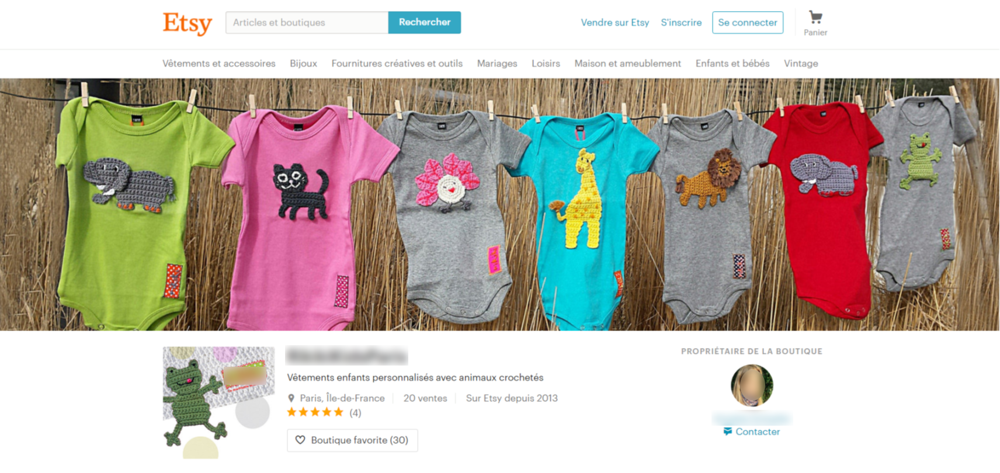 Etsy
Articles et boutiques
Rechercher
Vendre sur Etsy
S'inscrire
Se connecter
Panier
Vêtements et accessoires
Bijoux
Fournitures créatives et outils
Mariages
Loisirs
Maison et ameublement
Enfants et bébés
Vintage
Vêtements enfants personnalisés avec animaux crochetés
Paris, Île-de-France
20 ventes
Sur Etsy depuis 2013
(4)
Boutique favorite (30)
PROPRIÉTAIRE DE LA BOUTIQUE
Contacter